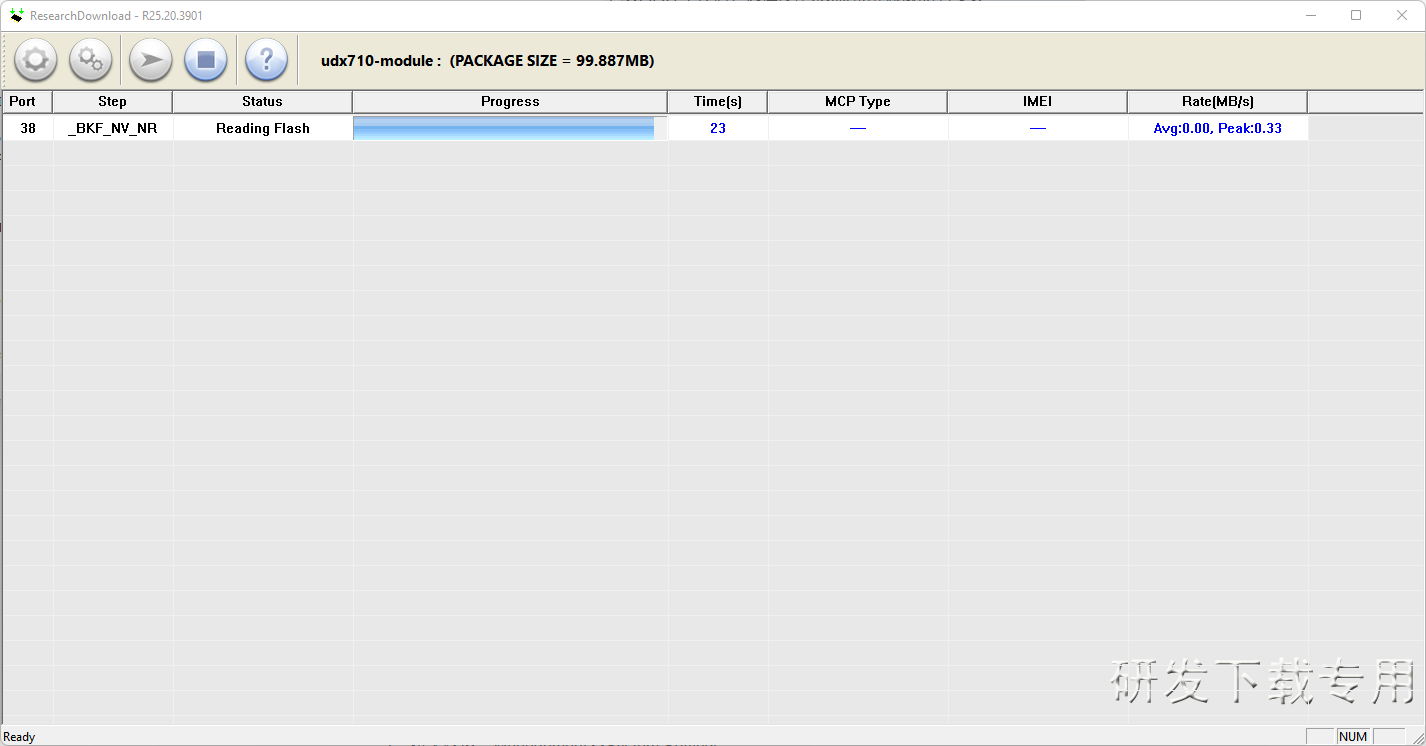 ResearchDownload - R25.20.3901
udx710-module : (PACKAGE SIZE = 99.887MB)
Port Step Status Progress Time(s) MCP Type IMEI Rate(MB/s)
38 _BKF_NV_NR Reading Flash 23 — — Avg:0.00, Peak:0.33
研发下载专用
Ready NUM